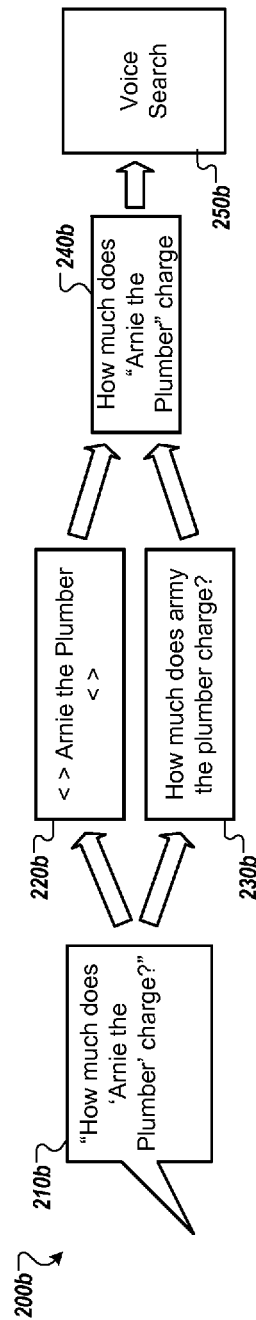 200b
210b
“How much does
‘Arnie the
Plumber’ charge?”
220b
< > Arnie the Plumber
< >
230b
How much does army
the plumber charge?
240b
How much does
“Arnie the
Plumber” charge
250b
Voice
Search